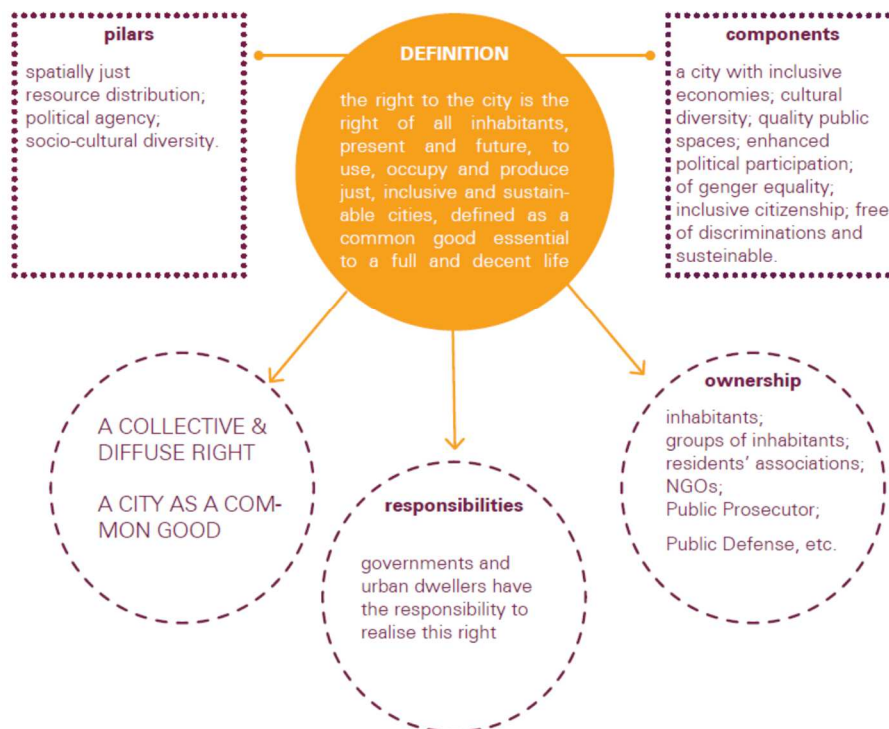 pilars
spatially just
resource distribution;
political agency;
socio-cultural diversity.
DEFINITION
the right to the city is the
right of all inhabitants,
present and future, to
use, occupy and produce
just, inclusive and sustain-
able cities, defined as a
common good essential
to a full and decent life
components
a city with inclusive
economies; cultural
diversity; quality public
spaces; enhanced
political participation;
of genger equality;
inclusive citizenship; free
of discriminations and
susteinable.
A COLLECTIVE &
DIFFUSE RIGHT
A CITY AS A COM-
MON GOOD
responsibilities
governments and
urban dwellers have
the responsibility to
realise this right
ownership
inhabitants;
groups of inhabitants;
residents' associations;
NGOs;
Public Prosecutor;
Public Defense, etc.